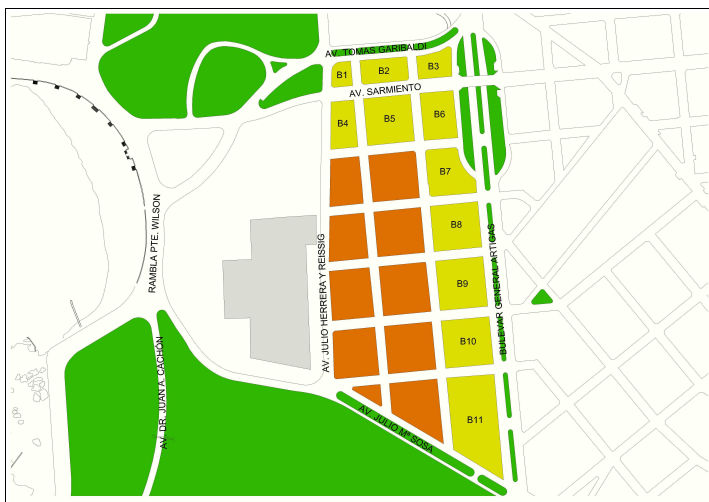 AV. TOMAS GARIBALDI
B1
B2
B3
AV. SARMIENTO
B4
B5
B6
B7
RAMBLA PTE. WILSON
AV. JULIO HERRERA Y REISSIG
B8
BULEVAR GENERAL ARTIGAS
B9
B10
AV. DR. JUAN A. CACHÓN
AV. JULIO Mª SOSA
B11